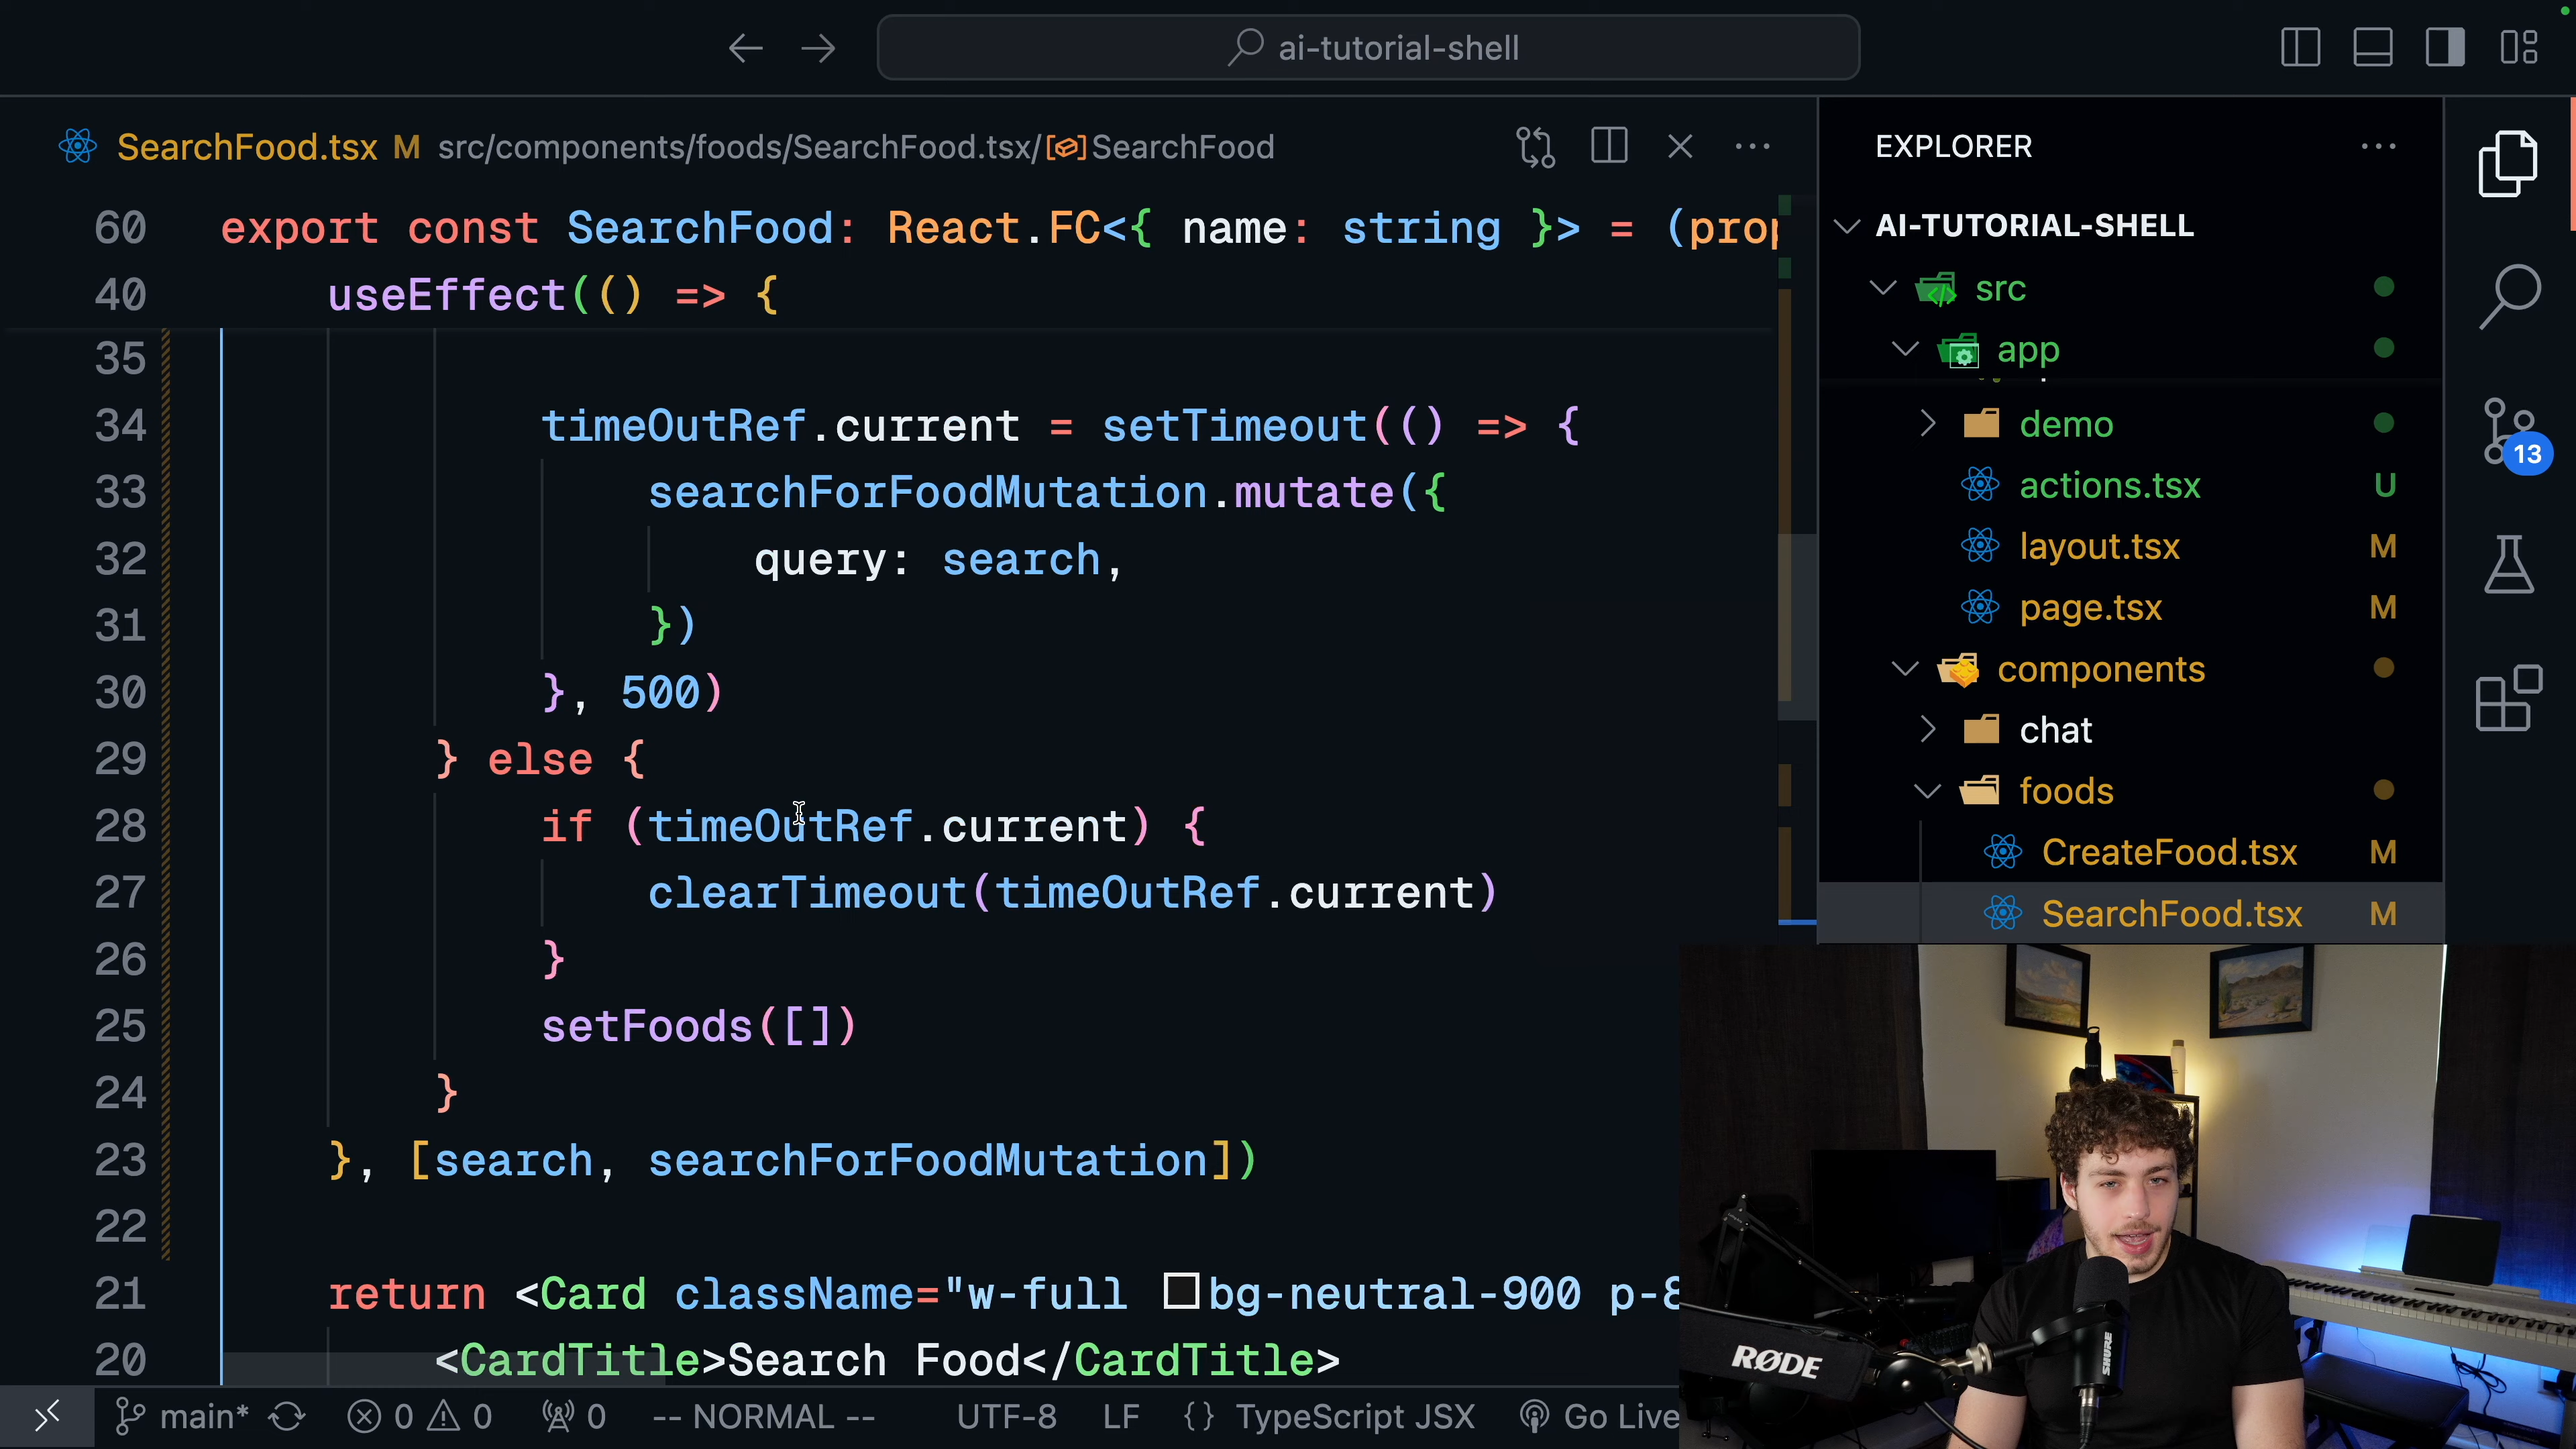 ai-tutorial-shell
SearchFood.tsx M src/components/foods/SearchFood.tsx/ SearchFood
60 export const SearchFood: React.FC<{ name: string }> = (prop
40 useEffect(() => {
35
34 timeOutRef.current = setTimeout(() => {
33 searchForFoodMutation.mutate({
32 query: search,
31 })
30 }, 500)
29 } else {
28 if (timeOutRef.current) {
27 clearTimeout(timeOutRef.current)
26 }
25 setFoods([])
24 }
23 }, [search, searchForFoodMutation])
22
21 return <Card className="w-full bg-neutral-900 p-8
20 <CardTitle>Search Food</CardTitle>
main* 0 0 0 -- NORMAL -- UTF-8 LF {} TypeScript JSX Go Live
EXPLORER
AI-TUTORIAL-SHELL
src
app
demo
actions.tsx U
layout.tsx M
page.tsx M
components
chat
foods
CreateFood.tsx M
SearchFood.tsx M
13
RØDE
SHURE